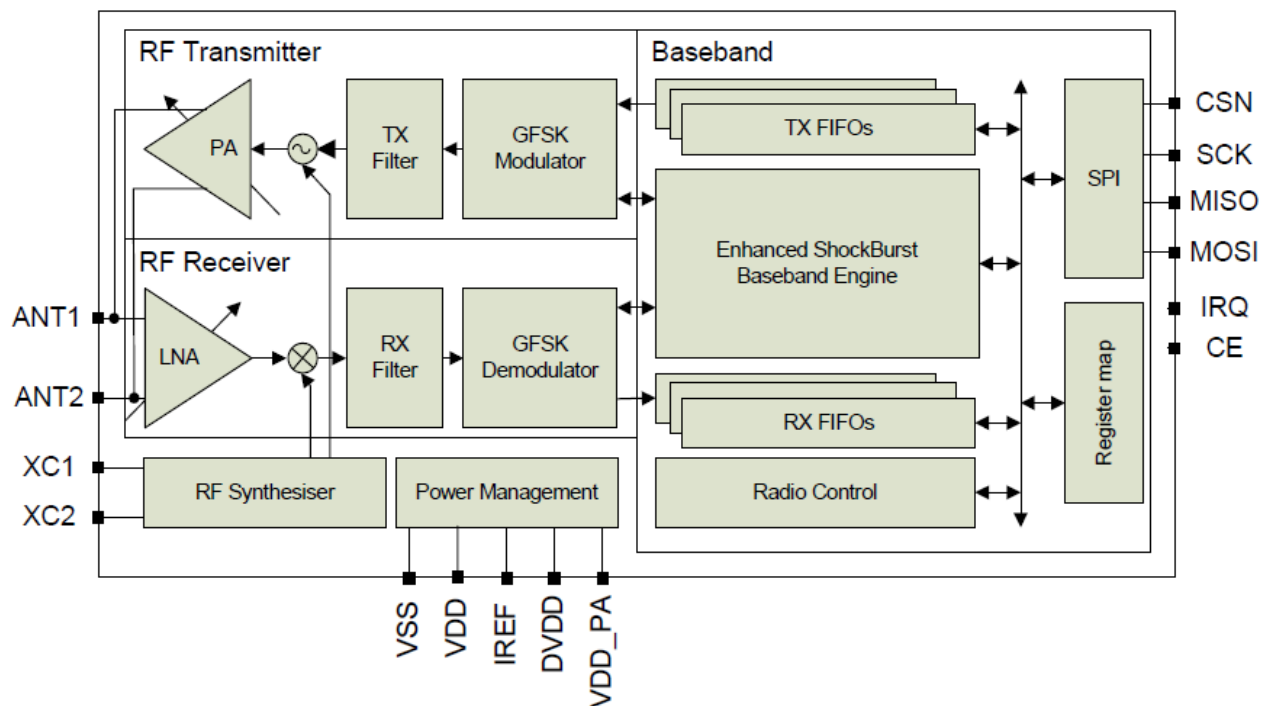 RF Transmitter
Baseband
PA
TX
Filter
GFSK
Modulator
TX FIFOs
SPI
CSN
SCK
MISO
MOSI
Enhanced ShockBurst
Baseband Engine
RF Receiver
ANT1
ANT2
LNA
RX
Filter
GFSK
Demodulator
RX FIFOs
Register map
IRQ
CE
XC1
XC2
RF Synthesiser
Power Management
Radio Control
VSS
VDD
IREF
DVDD
VDD_PA